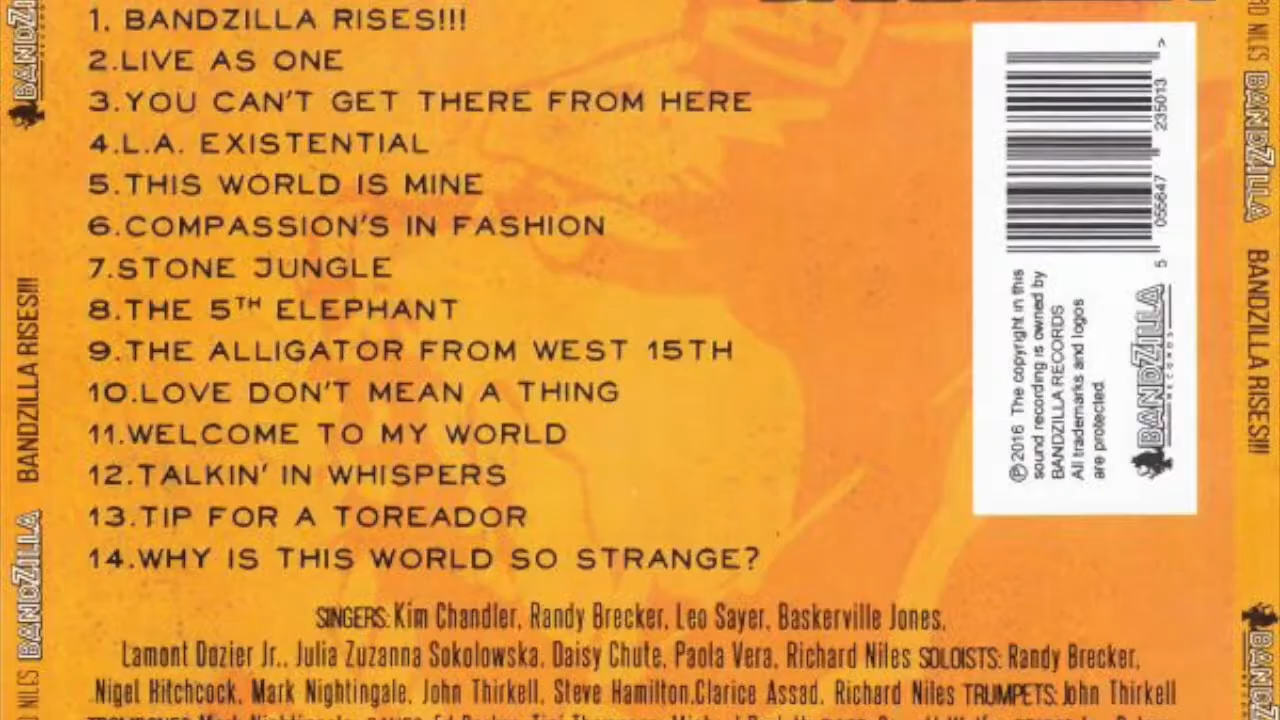 1. BANDZILLA RISES!!!
2.LIVE AS ONE
3.YOU CAN'T GET THERE FROM HERE
4.L.A. EXISTENTIAL
5.THIS WORLD IS MINE
6.COMPASSION'S IN FASHION
7.STONE JUNGLE
8.THE 5TH ELEPHANT
9.THE ALLIGATOR FROM WEST 15TH
10.LOVE DON'T MEAN A THING
11.WELCOME TO MY WORLD
12.TALKIN' IN WHISPERS
13.TIP FOR A TOREADOR
14.WHY IS THIS WORLD SO STRANGE?
SINGERS: Kim Chandler, Randy Brecker, Leo Sayer, Baskerville Jones,
Lamont Dozier Jr., Julia Zuzanna Sokolowska, Daisy Chute, Paola Vera, Richard Niles SOLOISTS: Randy Brecker,
Nigel Hitchcock, Mark Nightingale, John Thirkell, Steve Hamilton,Clarice Assad, Richard Niles TRUMPETS: John Thirkell
5 055647 235013 >
℗2016 The copyright in this
sound recording is owned by
BANDZILLA RECORDS
All trademarks and logos
are protected.
BANDZILLA
RECORDS
BANDZILLA
BANDZILLA RISES!!!
BANDZILLA
NILES
NILES
BANDZILLA
BANDZILLA RISES!!!